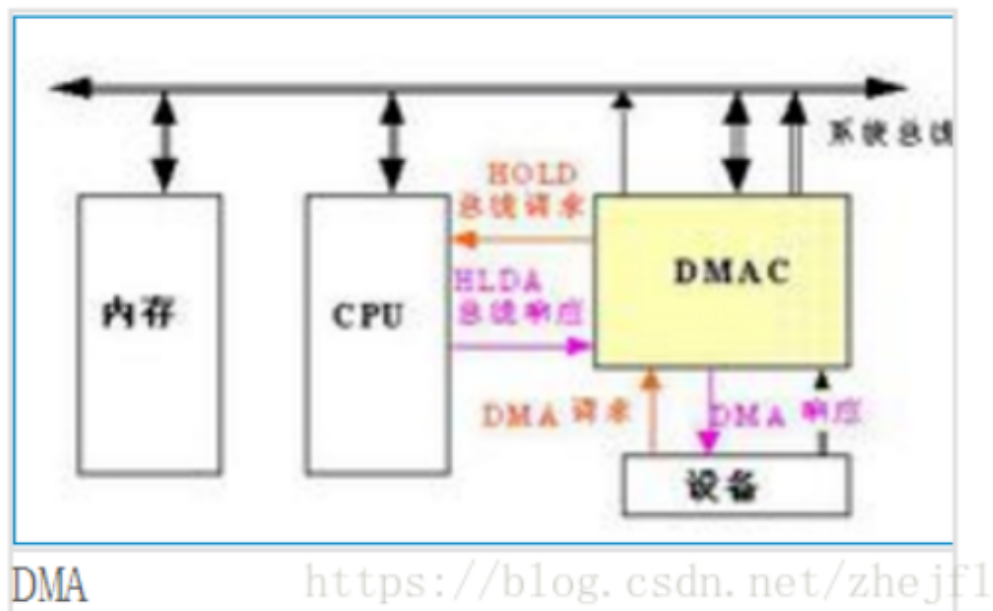 系统总线
HOLD
总线请求
DMAC
HLDA
总线响应
内存
CPU
DMA 请求
DMA 响应
设备
DMA
https://blog.csdn.net/zhejfl